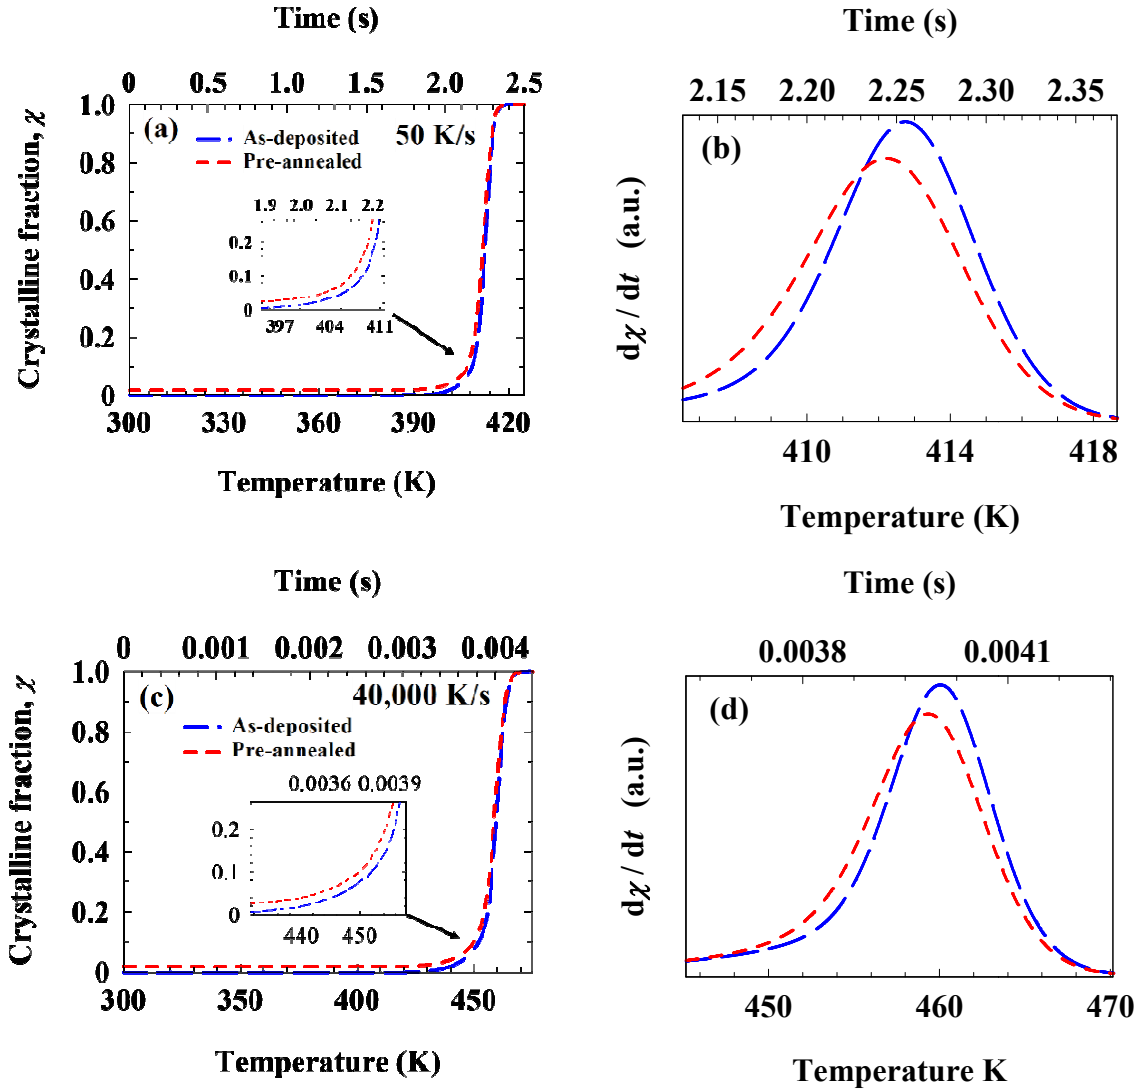 Time (s)
0 0.5 1.0 1.5 2.0 2.5
1.0
0.8
0.6
0.4
0.2
0
Crystalline fraction, χ
(a)
As-deposited
Pre-annealed
50 K/s
1.9 2.0 2.1 2.2
0.2
0.1
0
397 404 411
300 330 360 390 420
Temperature (K)
Time (s)
2.15 2.20 2.25 2.30 2.35
(b)
dχ / dt (a.u.)
410 414 418
Temperature (K)
Time (s)
0 0.001 0.002 0.003 0.004
1.0
0.8
0.6
0.4
0.2
0
Crystalline fraction, χ
(c)
40,000 K/s
As-deposited
Pre-annealed
0.0036 0.0039
0.2
0.1
0
440 450
300 350 400 450
Temperature (K)
Time (s)
0.0038 0.0041
(d)
dχ / dt (a.u.)
450 460 470
Temperature K